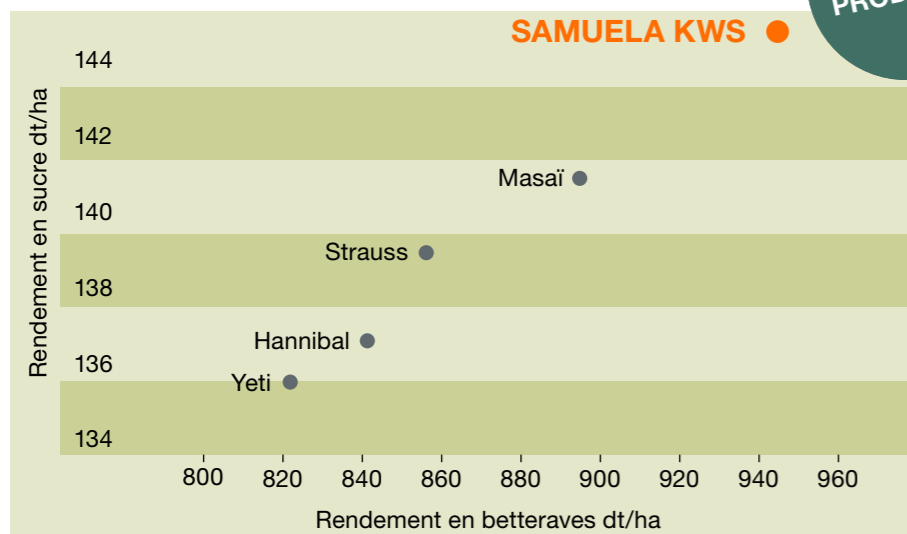 SAMUELA KWS
144
142
Masaï
140
Strauss
138
Hannibal
136
Yeti
134
800 820 840 860 880 900 920 940 960
Rendement en betteraves dt/ha
Rendement en sucre dt/ha